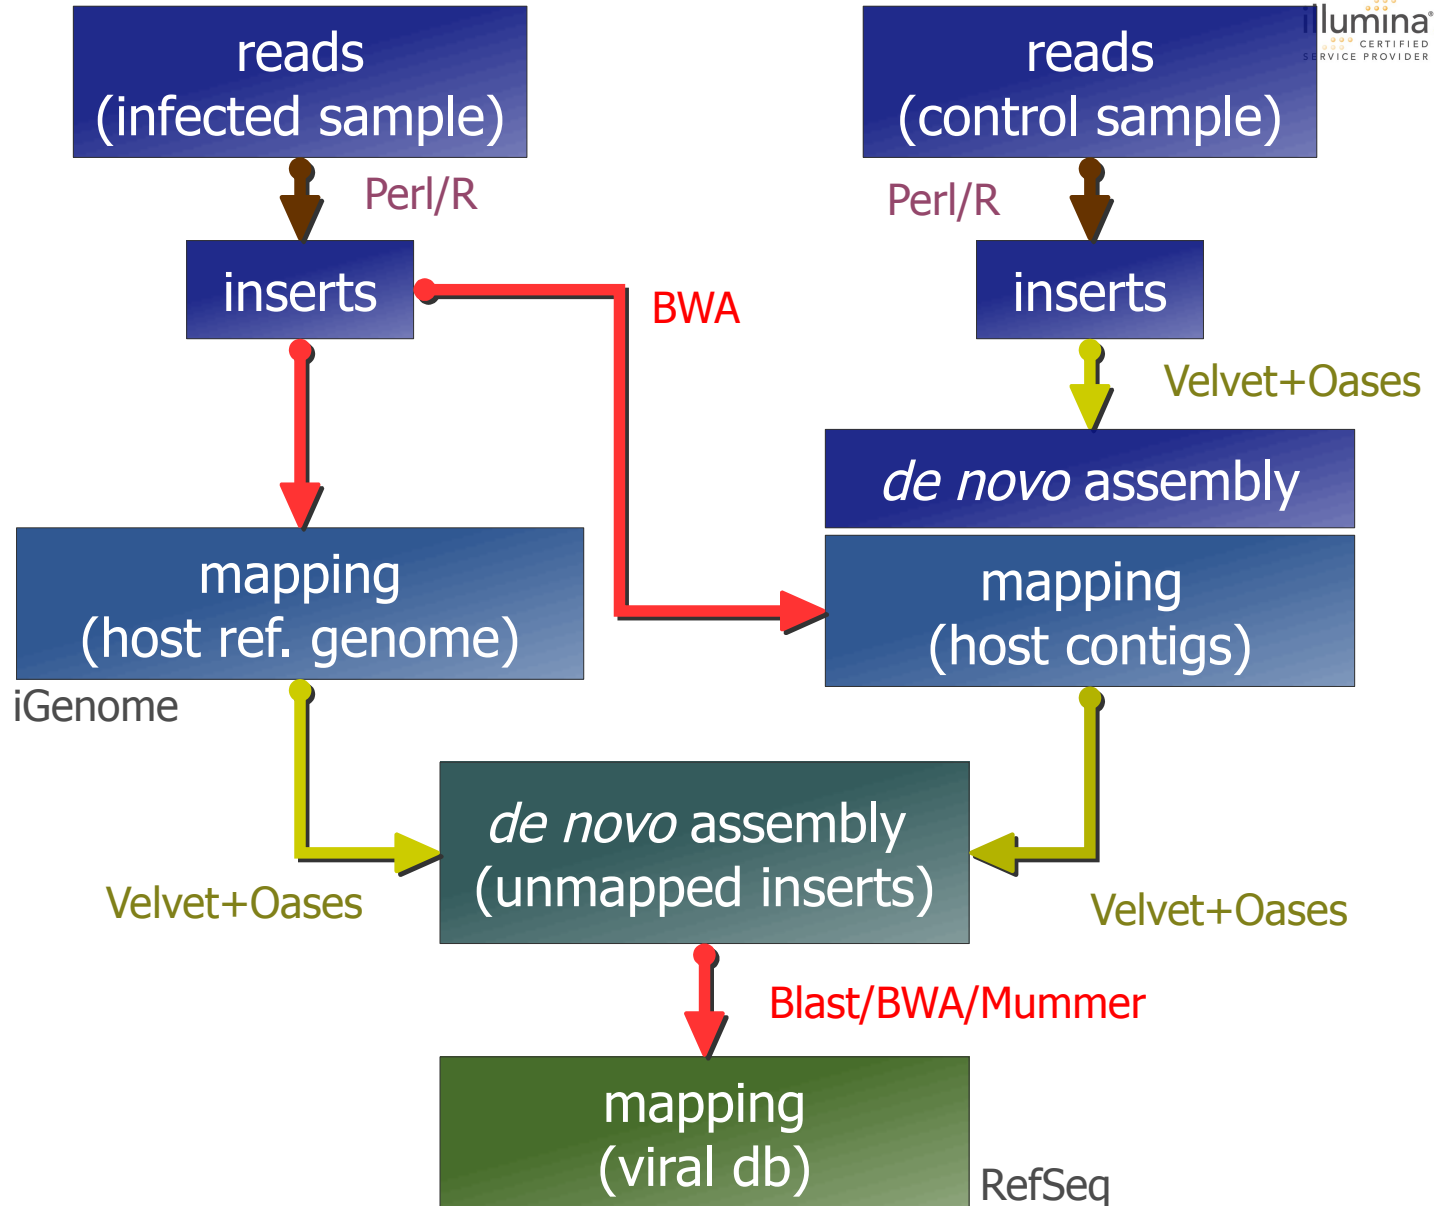 reads
(infected sample)
reads
(control sample)
illumina®
CERTIFIED
SERVICE PROVIDER
Perl/R
Perl/R
inserts
BWA
inserts
Velvet+Oases
de novo assembly
mapping
(host ref. genome)
mapping
(host contigs)
iGenome
de novo assembly
(unmapped inserts)
Velvet+Oases
Velvet+Oases
Blast/BWA/Mummer
mapping
(viral db)
RefSeq